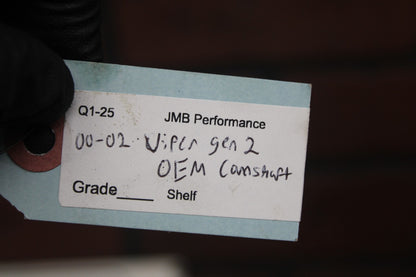 Q1-25 JMB Performance
00-02 Viper gen 2
OEM Camshaft
Grade____ Shelf